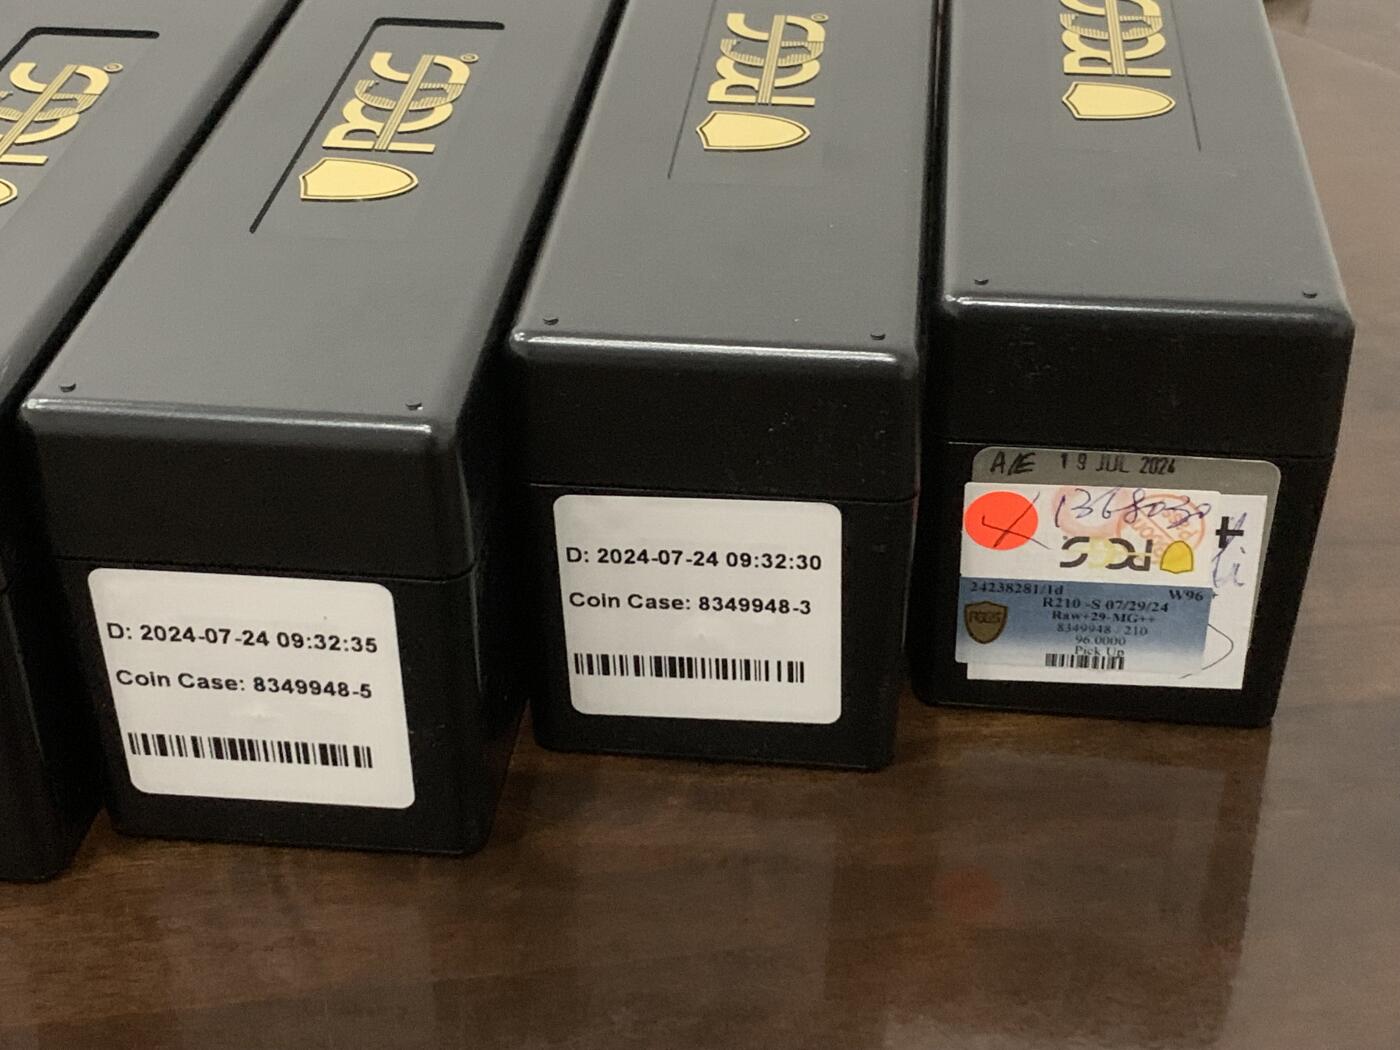 PCGS
PCGS
PCGS
PCGS
D: 2024-07-24 09:32:35
Coin Case: 8349948-5
D: 2024-07-24 09:32:30
Coin Case: 8349948-3
A/E 19 JUL 2024
1368030
PCGS
24238281/1d W96
R210 -S 07/29/24
Raw+29-MG++
8349948 / 210
96.0000
Pick Up
PCGS